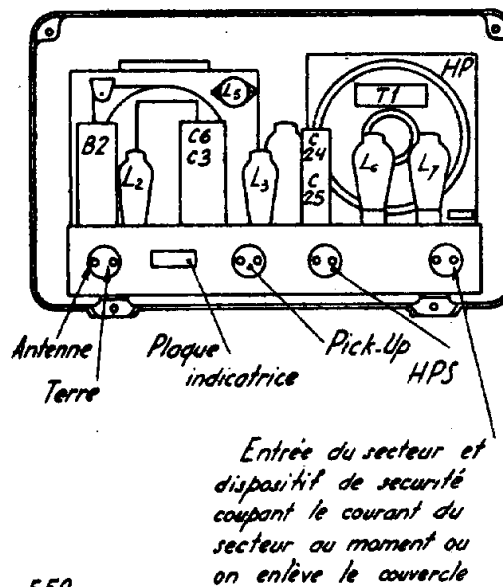 HP
T1
L5
B2
C6
C3
L2
L3
C
24
C
25
L6
L7
Antenne
Terre
Plaque
indicatrice
Pick-Up
HPS
Entrée du secteur et
dispositif de securité
coupant le courant du
secteur au moment ou
on enlève le couvercle